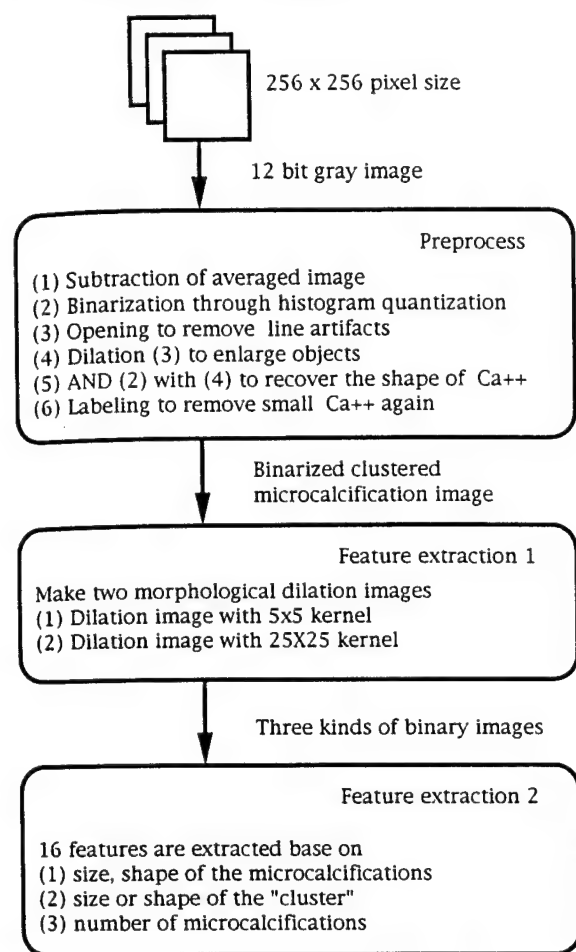 256 x 256 pixel size
12 bit gray image
Preprocess
(1) Subtraction of averaged image
(2) Binarization through histogram quantization
(3) Opening to remove line artifacts
(4) Dilation (3) to enlarge objects
(5) AND (2) with (4) to recover the shape of Ca++
(6) Labeling to remove small Ca++ again
Binarized clustered
microcalcification image
Feature extraction 1
Make two morphological dilation images
(1) Dilation image with 5x5 kernel
(2) Dilation image with 25X25 kernel
Three kinds of binary images
Feature extraction 2
16 features are extracted base on
(1) size, shape of the microcalcifications
(2) size or shape of the "cluster"
(3) number of microcalcifications